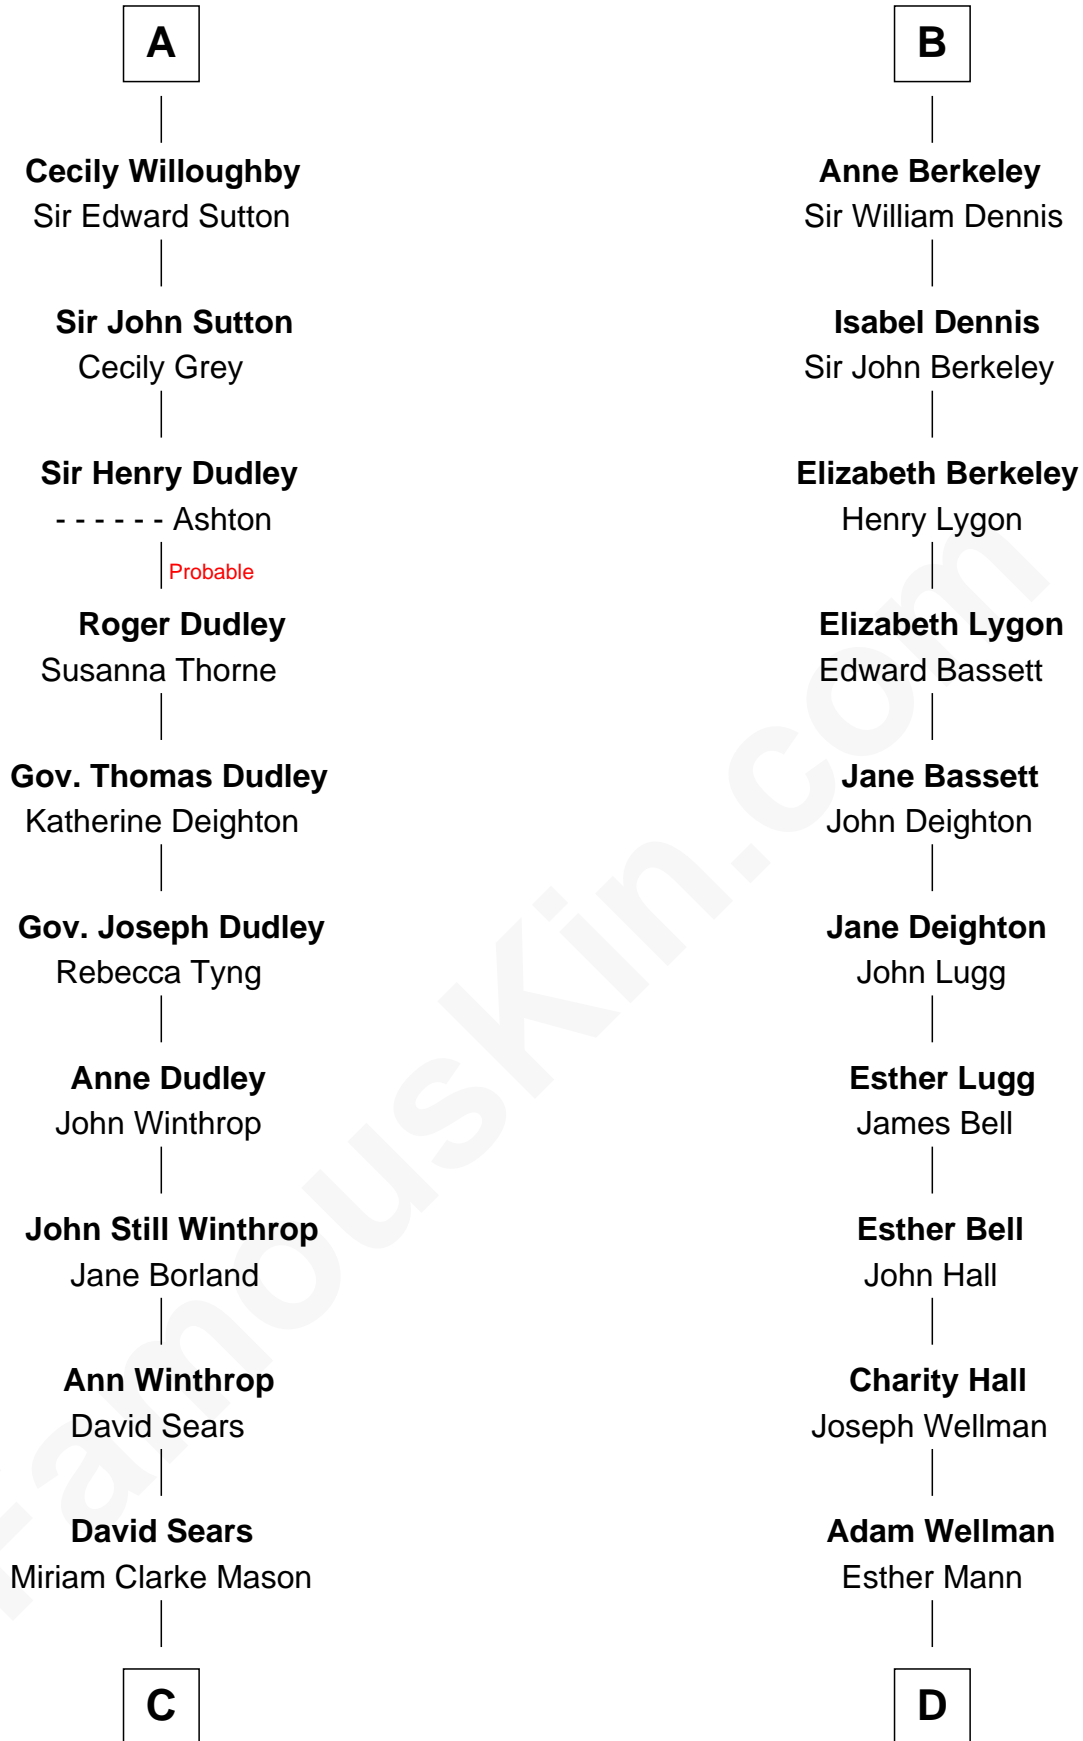 A
Cecily Willoughby
Sir Edward Sutton
Sir John Sutton
Cecily Grey
Sir Henry Dudley
- - - - - - Ashton
Probable
Roger Dudley
Susanna Thorne
Gov. Thomas Dudley
Katherine Deighton
Gov. Joseph Dudley
Rebecca Tyng
Anne Dudley
John Winthrop
John Still Winthrop
Jane Borland
Ann Winthrop
David Sears
David Sears
Miriam Clarke Mason
C
B
Anne Berkeley
Sir William Dennis
Isabel Dennis
Sir John Berkeley
Elizabeth Berkeley
Henry Lygon
Elizabeth Lygon
Edward Bassett
Jane Bassett
John Deighton
Jane Deighton
John Lugg
Esther Lugg
James Bell
Esther Bell
John Hall
Charity Hall
Joseph Wellman
Adam Wellman
Esther Mann
D
FamousKin.com